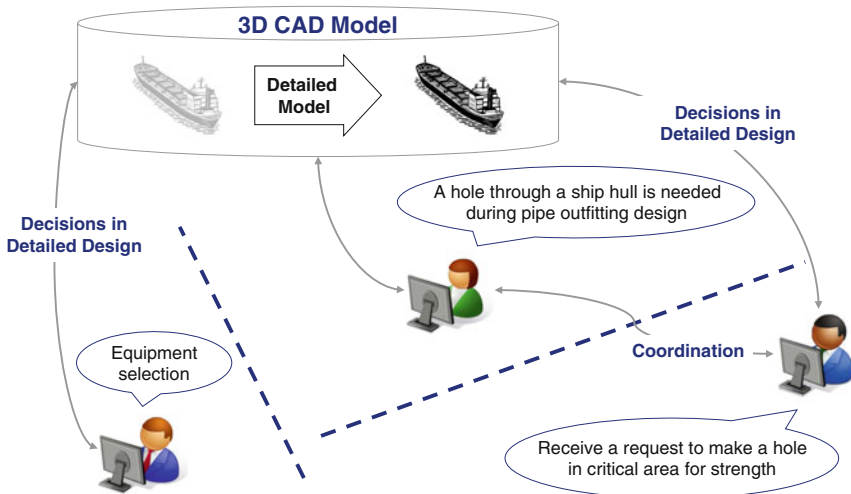 3D CAD Model
Detailed
Model
Decisions in
Detailed Design
A hole through a ship hull is needed
during pipe outfitting design
Decisions in
Detailed Design
Equipment
selection
Coordination
Receive a request to make a hole
in critical area for strength